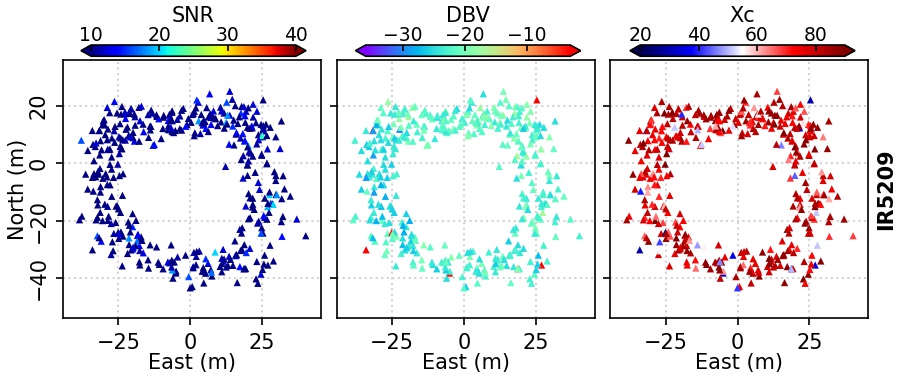 SNR DBV Xc
10 20 30 40 −30 −20 −10 20 40 60 80
20
0
−20
−40
North (m)
−25 0 25 −25 0 25 −25 0 25
East (m) East (m) East (m)
IR5209